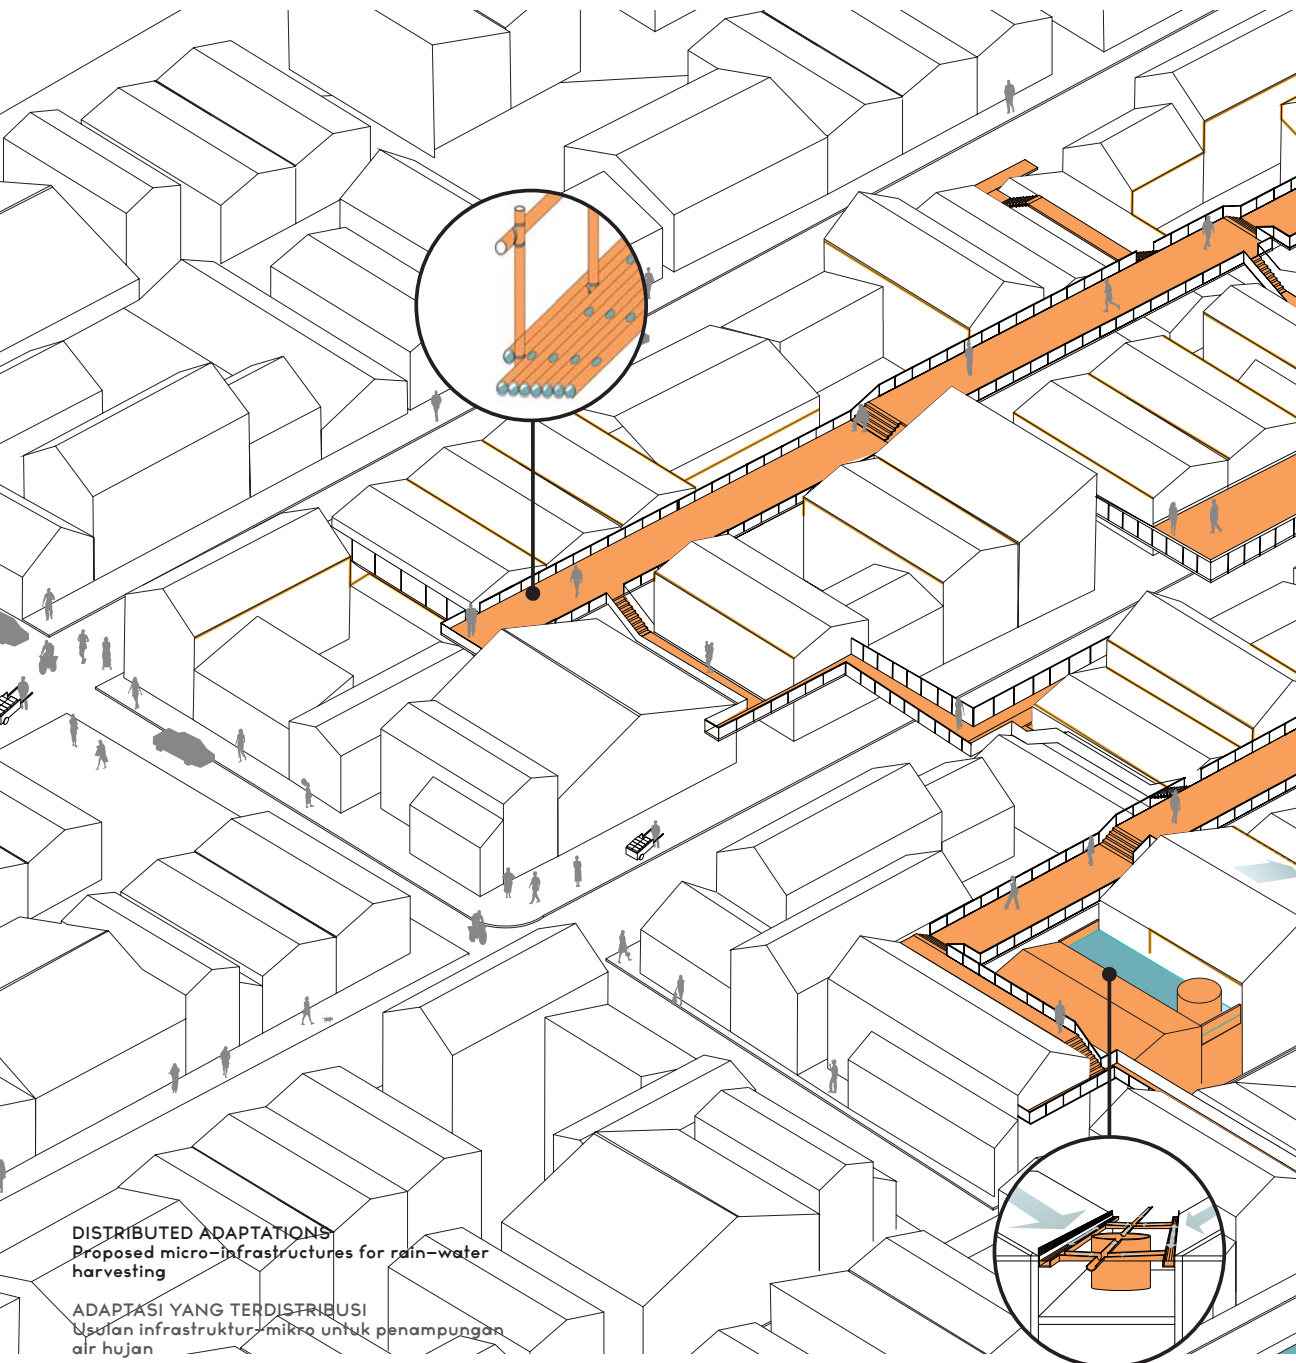 DISTRIBUTED ADAPTATIONS
Proposed micro-infrastructures for rain-water
harvesting
ADAPTASI YANG TERDISTRIBUSI
Usulan infrastruktur-mikro untuk penampungan
air hujan